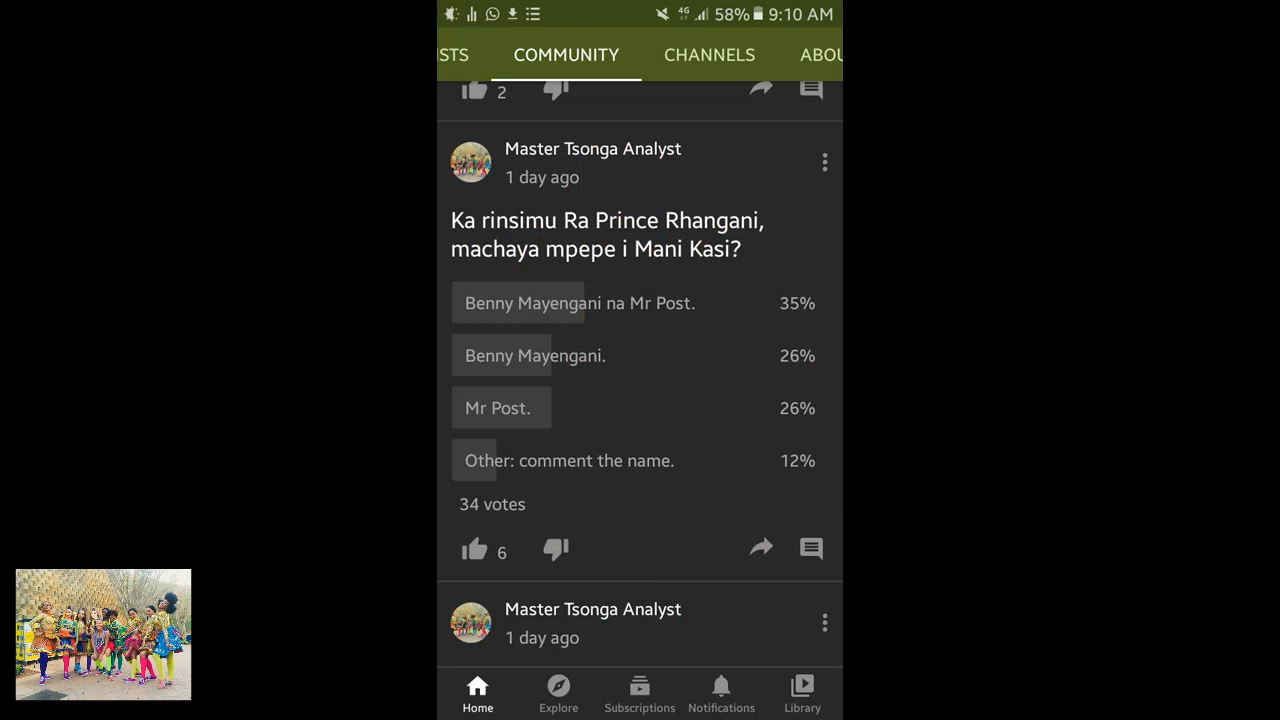 4G 58% 9:10 AM
STS COMMUNITY CHANNELS ABOU
2
Master Tsonga Analyst
1 day ago
Ka rinsimu Ra Prince Rhangani,
machaya mpepe i Mani Kasi?
Benny Mayengani na Mr Post. 35%
Benny Mayengani. 26%
Mr Post. 26%
Other: comment the name. 12%
34 votes
6
Master Tsonga Analyst
1 day ago
Home Explore Subscriptions Notifications Library